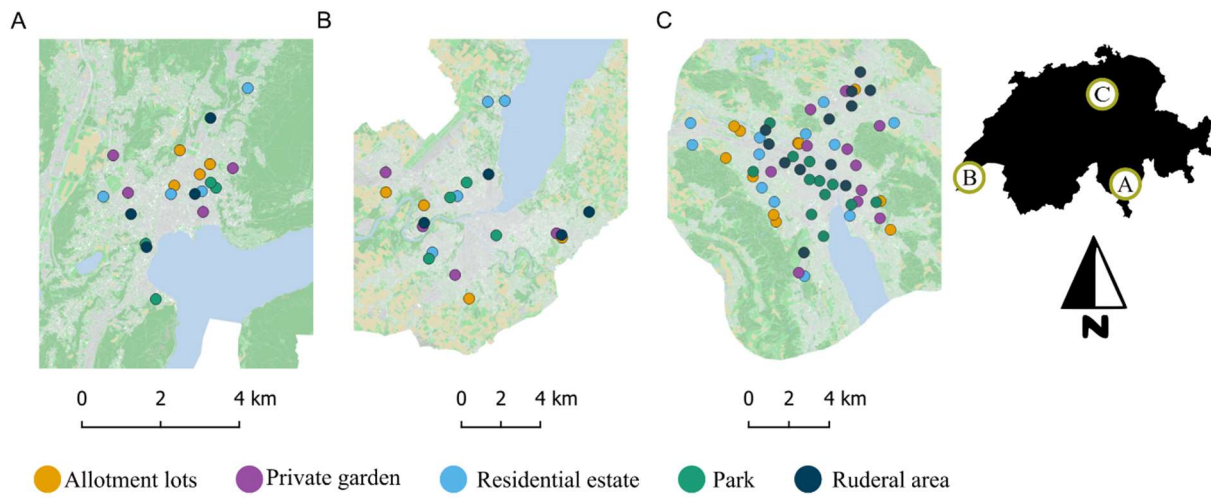 A
B
C
C
B
A
N
0 2 4 km
0 2 4 km
0 2 4 km
Allotment lots Private garden Residential estate Park Ruderal area